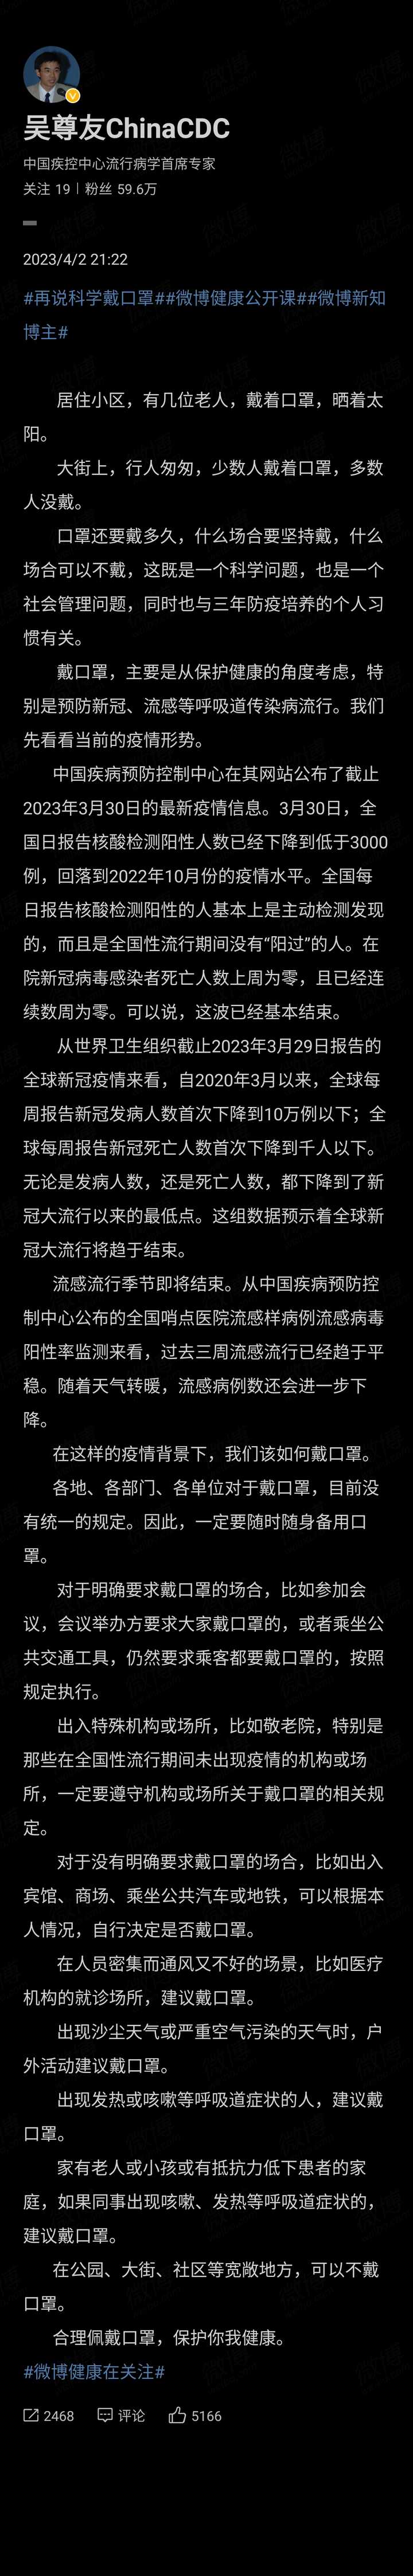 吴尊友ChinaCDC
中国疾控中心流行病学首席专家
关注 19 | 粉丝 59.6万
2023/4/2 21:22
#再说科学戴口罩##微博健康公开课##微博新知
博主#
居住小区，有几位老人，戴着口罩，晒着太
阳。
大街上，行人匆匆，少数人戴着口罩，多数
人没戴。
口罩还要戴多久，什么场合要坚持戴，什么
场合可以不戴，这既是一个科学问题，也是一个
社会管理问题，同时也与三年防疫培养的个人习
惯有关。
戴口罩，主要是从保护健康的角度考虑，特
别是预防新冠、流感等呼吸道传染病流行。我们
先看看当前的疫情形势。
中国疾病预防控制中心在其网站公布了截止
2023年3月30日的最新疫情信息。3月30日，全
国日报告核酸检测阳性人数已经下降到低于3000
例，回落到2022年10月份的疫情水平。全国每
日报告核酸检测阳性的人基本上是主动检测发现
的，而且是全国性流行期间没有“阳过”的人。在
院新冠病毒感染者死亡人数上周为零，且已经连
续数周为零。可以说，这波已经基本结束。
从世界卫生组织截止2023年3月29日报告的
全球新冠疫情来看，自2020年3月以来，全球每
周报告新冠发病人数首次下降到10万例以下；全
球每周报告新冠死亡人数首次下降到千人以下。
无论是发病人数，还是死亡人数，都下降到了新
冠大流行以来的最低点。这组数据预示着全球新
冠大流行将趋于结束。
流感流行季节即将结束。从中国疾病预防控
制中心公布的全国哨点医院流感样病例流感病毒
阳性率监测来看，过去三周流感流行已经趋于平
稳。随着天气转暖，流感病例数还会进一步下
降。
在这样的疫情背景下，我们该如何戴口罩。
各地、各部门、各单位对于戴口罩，目前没
有统一的规定。因此，一定要随时随身备用口
罩。
对于明确要求戴口罩的场合，比如参加会
议，会议举办方要求大家戴口罩的，或者乘坐公
共交通工具，仍然要求乘客都要戴口罩的，按照
规定执行。
出入特殊机构或场所，比如敬老院，特别是
那些在全国性流行期间未出现疫情的机构或场
所，一定要遵守机构或场所关于戴口罩的相关规
定。
对于没有明确要求戴口罩的场合，比如出入
宾馆、商场、乘坐公共汽车或地铁，可以根据本
人情况，自行决定是否戴口罩。
在人员密集而通风又不好的场景，比如医疗
机构的就诊场所，建议戴口罩。
出现沙尘天气或严重空气污染的天气时，户
外活动建议戴口罩。
出现发热或咳嗽等呼吸道症状的人，建议戴
口罩。
家有老人或小孩或有抵抗力低下患者的家
庭，如果同事出现咳嗽、发热等呼吸道症状的，
建议戴口罩。
在公园、大街、社区等宽敞地方，可以不戴
口罩。
合理佩戴口罩，保护你我健康。
#微博健康在关注#
2468 评论 5166